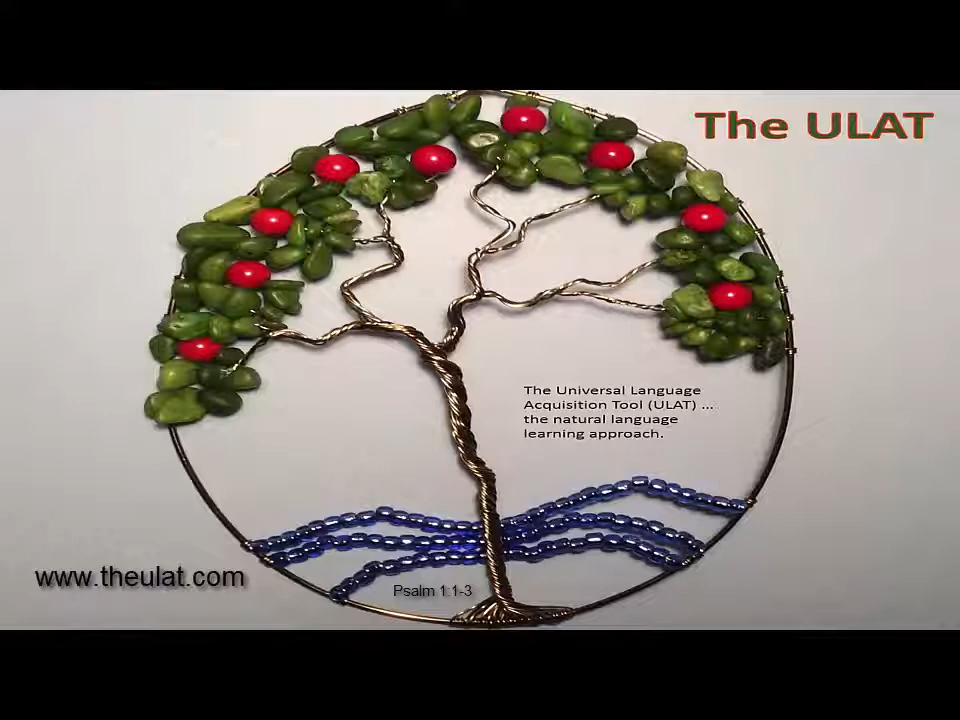 The ULAT
The Universal Language
Acquisition Tool (ULAT) ...
the natural language
learning approach.
www.theulat.com
Psalm 1:1-3